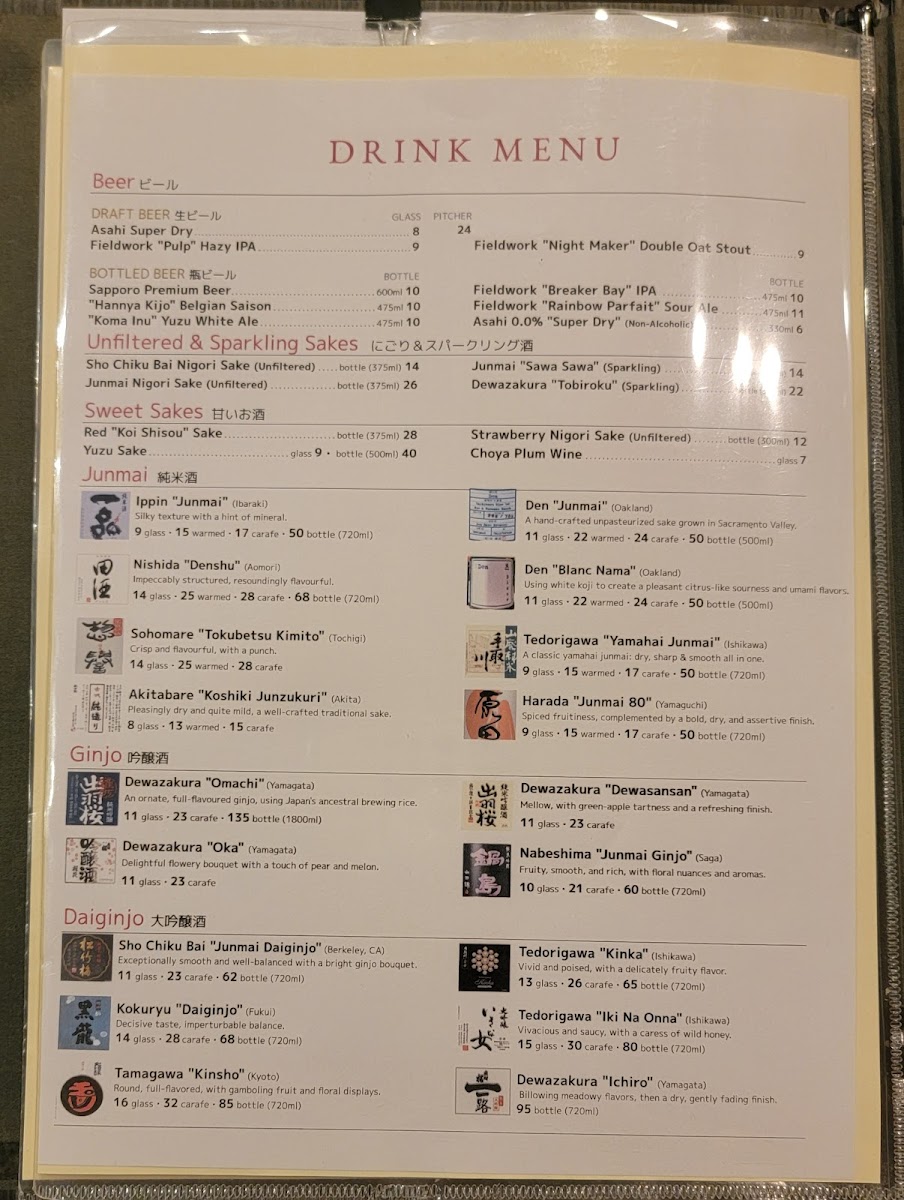 DRINK MENU
Beer ビール
DRAFT BEER 生ビール GLASS PITCHER
Asahi Super Dry 8 24
Fieldwork "Pulp" Hazy IPA 9
Fieldwork "Night Maker" Double Oat Stout 9
BOTTLED BEER 瓶ビール BOTTLE
Sapporo Premium Beer 600ml 10
"Hannya Kijo" Belgian Saison 475ml 10
"Koma Inu" Yuzu White Ale 475ml 10
BOTTLE
Fieldwork "Breaker Bay" IPA 475ml 10
Fieldwork "Rainbow Parfait" Sour Ale 475ml 11
Asahi 0.0% "Super Dry" (Non-Alcoholic) 330ml 6
Unfiltered & Sparkling Sakes にごり＆スパークリング酒
Sho Chiku Bai Nigori Sake (Unfiltered) bottle (375ml) 14
Junmai Nigori Sake (Unfiltered) bottle (375ml) 26
Junmai "Sawa Sawa" (Sparkling) 14
Dewazakura "Tobiroku" (Sparkling) 22
Sweet Sakes 甘いお酒
Red "Koi Shisou" Sake bottle (375ml) 28
Yuzu Sake glass 9 · bottle (500ml) 40
Strawberry Nigori Sake (Unfiltered) bottle (300ml) 12
Choya Plum Wine glass 7
Junmai 純米酒
Ippin "Junmai" (Ibaraki)
Silky texture with a hint of mineral.
9 glass · 15 warmed · 17 carafe · 50 bottle (720ml)
Nishida "Denshu" (Aomori)
Impeccably structured, resoundingly flavourful.
14 glass · 25 warmed · 28 carafe · 68 bottle (720ml)
Sohomare "Tokubetsu Kimito" (Tochigi)
Crisp and flavourful, with a punch.
14 glass · 25 warmed · 28 carafe
Akitabare "Koshiki Junzukuri" (Akita)
Pleasingly dry and quite mild, a well-crafted traditional sake.
8 glass · 13 warmed · 15 carafe
Den "Junmai" (Oakland)
A hand-crafted unpasteurized sake grown in Sacramento Valley.
11 glass · 22 warmed · 24 carafe · 50 bottle (500ml)
Den "Blanc Nama" (Oakland)
Using white koji to create a pleasant citrus-like sourness and umami flavors.
11 glass · 22 warmed · 24 carafe · 50 bottle (500ml)
Tedorigawa "Yamahai Junmai" (Ishikawa)
A classic yamahai junmai: dry, sharp & smooth all in one.
9 glass · 15 warmed · 17 carafe · 50 bottle (720ml)
Harada "Junmai 80" (Yamaguchi)
Spiced fruitiness, complemented by a bold, dry, and assertive finish.
9 glass · 15 warmed · 17 carafe · 50 bottle (720ml)
Ginjo 吟醸酒
Dewazakura "Omachi" (Yamagata)
An ornate, full-flavoured ginjo, using Japan's ancestral brewing rice.
11 glass · 23 carafe · 135 bottle (1800ml)
Dewazakura "Oka" (Yamagata)
Delightful flowery bouquet with a touch of pear and melon.
11 glass · 23 carafe
Dewazakura "Dewasansan" (Yamagata)
Mellow, with green-apple tartness and a refreshing finish.
11 glass · 23 carafe
Nabeshima "Junmai Ginjo" (Saga)
Fruity, smooth, and rich, with floral nuances and aromas.
10 glass · 21 carafe · 60 bottle (720ml)
Daiginjo 大吟醸酒
Sho Chiku Bai "Junmai Daiginjo" (Berkeley, CA)
Exceptionally smooth and well-balanced with a bright ginjo bouquet.
11 glass · 23 carafe · 62 bottle (720ml)
Kokuryu "Daiginjo" (Fukui)
Decisive taste, imperturbable balance.
14 glass · 28 carafe · 68 bottle (720ml)
Tamagawa "Kinsho" (Kyoto)
Round, full-flavored, with gamboling fruit and floral displays.
16 glass · 32 carafe · 85 bottle (720ml)
Tedorigawa "Kinka" (Ishikawa)
Vivid and poised, with a delicately fruity flavor.
13 glass · 26 carafe · 65 bottle (720ml)
Tedorigawa "Iki Na Onna" (Ishikawa)
Vivacious and saucy, with a caress of wild honey.
15 glass · 30 carafe · 80 bottle (720ml)
Dewazakura "Ichiro" (Yamagata)
Billowing meadowy flavors, then a dry, gently fading finish.
95 bottle (720ml)